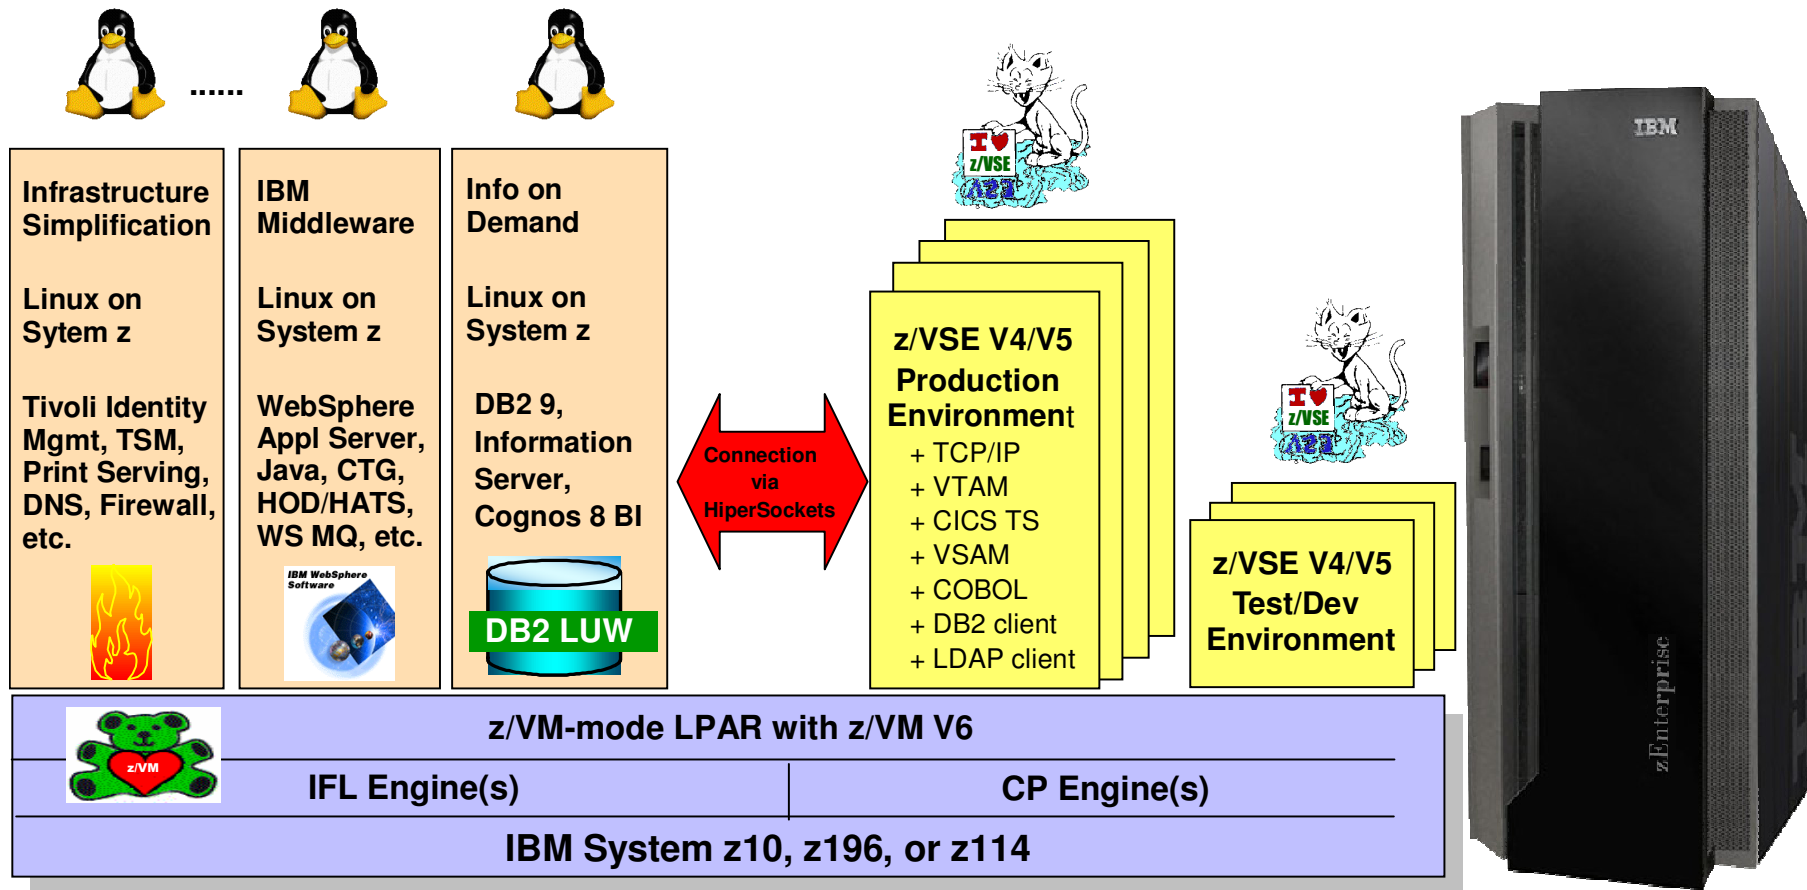 ......
Infrastructure
Simplification
Linux on
Sytem z
Tivoli Identity
Mgmt, TSM,
Print Serving,
DNS, Firewall,
etc.
IBM
Middleware
Linux on
System z
WebSphere
Appl Server,
Java, CTG,
HOD/HATS,
WS MQ, etc.
IBM WebSphere
Software
Info on
Demand
Linux on
System z
DB2 9,
Information
Server,
Cognos 8 BI
DB2 LUW
Connection
via
HiperSockets
I ♥
z/VSE
z/VSE V4/V5
Production
Environment
+ TCP/IP
+ VTAM
+ CICS TS
+ VSAM
+ COBOL
+ DB2 client
+ LDAP client
I ♥
z/VSE
z/VSE V4/V5
Test/Dev
Environment
IBM
zEnterprise
z/VM
z/VM-mode LPAR with z/VM V6
IFL Engine(s)
CP Engine(s)
IBM System z10, z196, or z114